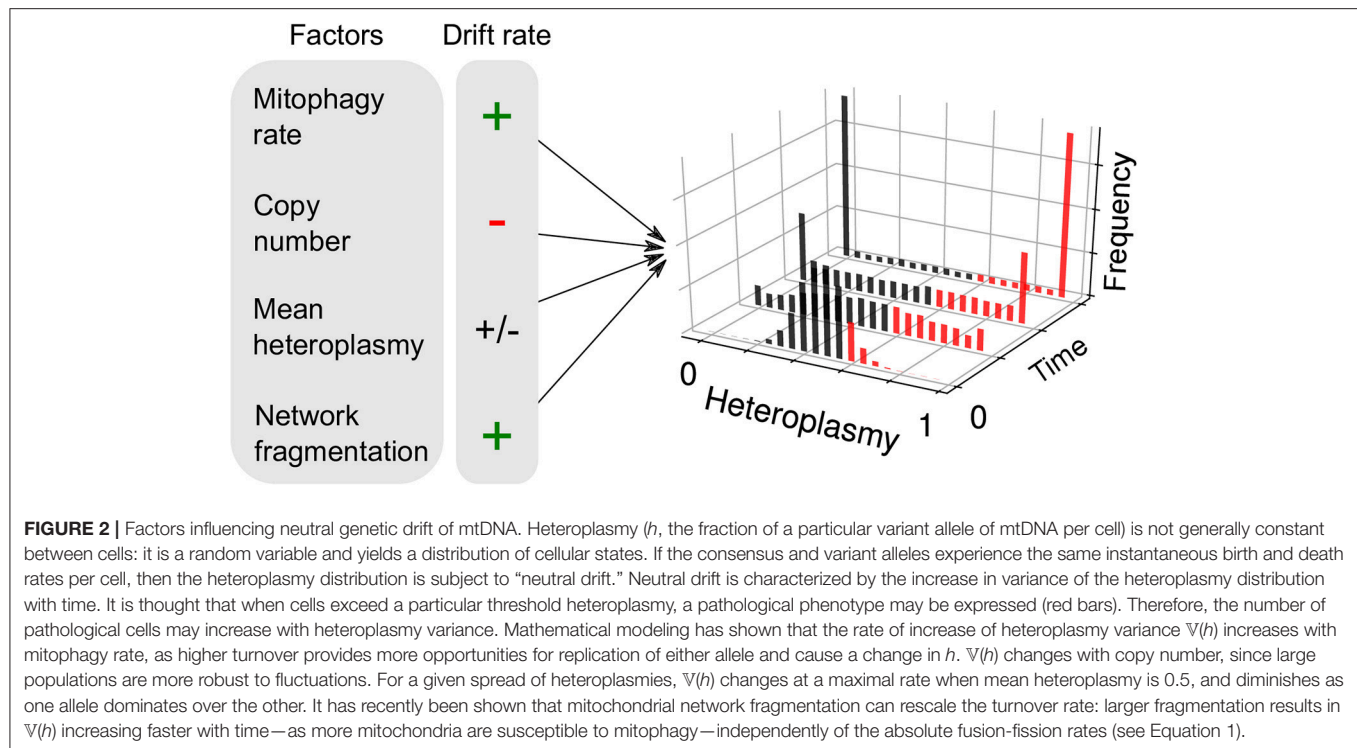 Factors Drift rate
Mitophagy
rate
+
Copy
number
-
Mean
heteroplasmy
+/-
Network
fragmentation
+
Frequency
Time
0
Heteroplasmy
1
0
FIGURE 2 | Factors influencing neutral genetic drift of mtDNA. Heteroplasmy (h, the fraction of a particular variant allele of mtDNA per cell) is not generally constant
between cells: it is a random variable and yields a distribution of cellular states. If the consensus and variant alleles experience the same instantaneous birth and death
rates per cell, then the heteroplasmy distribution is subject to “neutral drift.” Neutral drift is characterized by the increase in variance of the heteroplasmy distribution
with time. It is thought that when cells exceed a particular threshold heteroplasmy, a pathological phenotype may be expressed (red bars). Therefore, the number of
pathological cells may increase with heteroplasmy variance. Mathematical modeling has shown that the rate of increase of heteroplasmy variance 𝕍(h) increases with
mitophagy rate, as higher turnover provides more opportunities for replication of either allele and cause a change in h. 𝕍(h) changes with copy number, since large
populations are more robust to fluctuations. For a given spread of heteroplasmies, 𝕍(h) changes at a maximal rate when mean heteroplasmy is 0.5, and diminishes as
one allele dominates over the other. It has recently been shown that mitochondrial network fragmentation can rescale the turnover rate: larger fragmentation results in
𝕍(h) increasing faster with time—as more mitochondria are susceptible to mitophagy—independently of the absolute fusion-fission rates (see Equation 1).